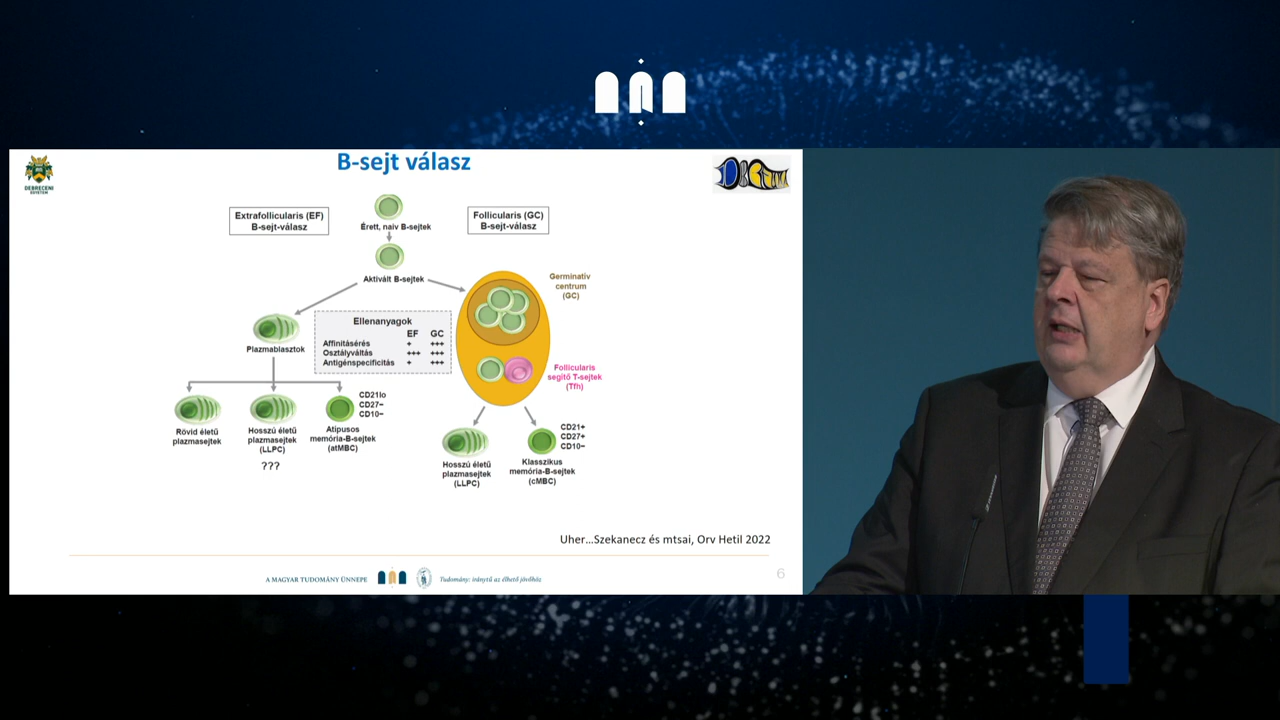 B-sejt válasz
DEBRECENI
EGYETEM
Extrafollicularis (EF)
B-sejt-válasz
Érett, naiv B-sejtek
Follicularis (GC)
B-sejt-válasz
Aktivált B-sejtek
Germinatív
centrum
(GC)
Plazmablasztok
Ellenanyagok
EF GC
Affinitásérés + +++
Osztályváltás +++ +++
Antigénspecificitás + +++
Follicularis
segítő T-sejtek
(Tfh)
Rövid életű
plazmasejtek
Hosszú életű
plazmasejtek
(LLPC)
???
CD21lo
CD27−
CD10−
Atípusos
memória-B-sejtek
(atMBC)
Hosszú életű
plazmasejtek
(LLPC)
CD21+
CD27+
CD10−
Klasszikus
memória-B-sejtek
(cMBC)
Uher...Szekanecz és mtsai, Orv Hetil 2022
A MAGYAR TUDOMÁNY ÜNNEPE
Tudomány: iránytű az élhető jövőhöz
6